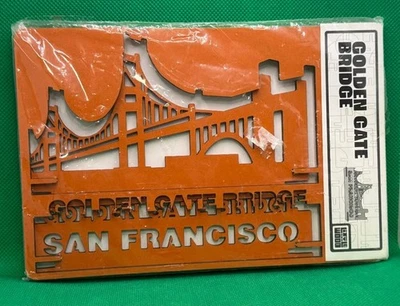 GOLDEN GATE BRIDGE
SAN FRANCISCO
GOLDEN GATE
BRIDGE